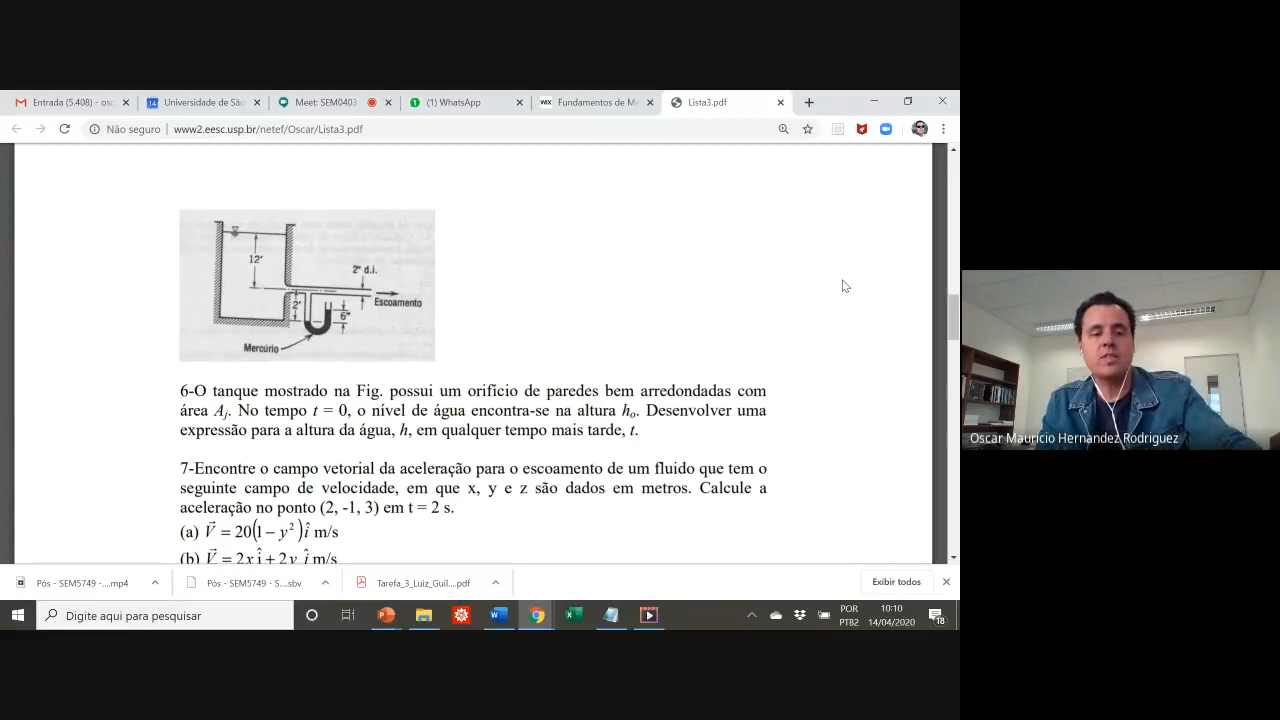 Entrada (5.408) - osc
Universidade de São
Meet: SEM0403
(1) WhatsApp
WIX
Fundamentos de Me
Lista3.pdf
Não seguro
www2.eesc.usp.br/netef/Oscar/Lista3.pdf
12'
2" d.i.
Escoamento
2'
6"
Mercúrio
6-O tanque mostrado na Fig. possui um orifício de paredes bem arredondadas com
área Aj. No tempo t = 0, o nível de água encontra-se na altura ho. Desenvolver uma
expressão para a altura da água, h, em qualquer tempo mais tarde, t.
7-Encontre o campo vetorial da aceleração para o escoamento de um fluido que tem o
seguinte campo de velocidade, em que x, y e z são dados em metros. Calcule a
aceleração no ponto (2, -1, 3) em t = 2 s.
(a) V⃗ = 20(1 − y²)î m/s
(b) V⃗ = 2x î + 2y ĵ m/s
Oscar Mauricio Hernandez Rodriguez
Pós - SEM5749 -....mp4
Pós - SEM5749 - S....sbv
Tarefa_3_Luiz_Guil....pdf
Exibir todos
Digite aqui para pesquisar
POR
PTB2
10:10
14/04/2020
18